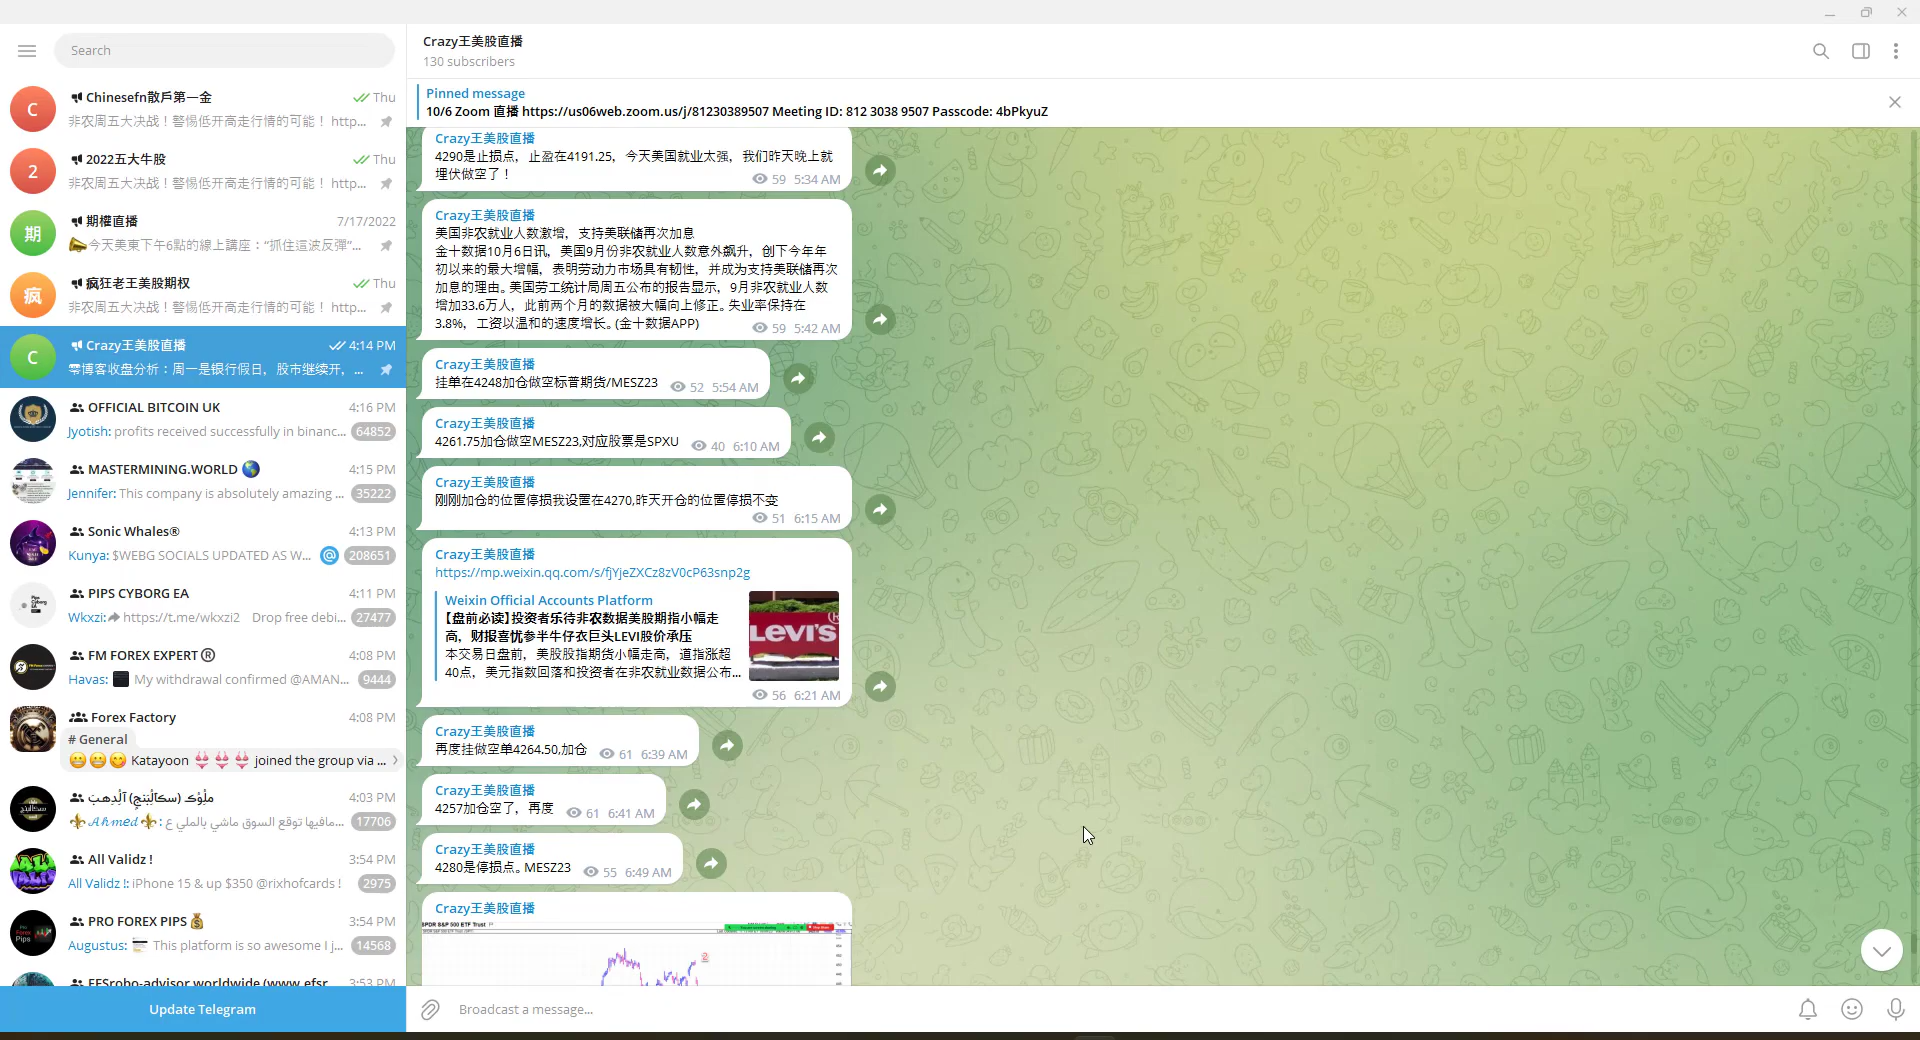 Search
Chinesefn散戶第一金
Thu
非农周五大决战！警惕低开高走行情的可能！ http...
2022五大牛股
Thu
非农周五大决战！警惕低开高走行情的可能！ http...
期權直播
7/17/2022
今天美東下午6點的線上講座：“抓住這波反彈”...
疯狂老王美股期权
Thu
非农周五大决战！警惕低开高走行情的可能！ http...
Crazy王美股直播
4:14 PM
零博客收盘分析：周一是银行假日，股市继续开，...
OFFICIAL BITCOIN UK
4:16 PM
Jyotish: profits received successfully in binanc...
64852
MASTERMINING.WORLD
4:15 PM
Jennifer: This company is absolutely amazing ...
35222
Sonic Whales®
4:13 PM
Kunya: $WEBG SOCIALS UPDATED AS W...
@ 208651
PIPS CYBORG EA
4:11 PM
Wkxzi: https://t.me/wkxzi2 Drop free debi...
27477
FM FOREX EXPERT ®
4:08 PM
Havas: My withdrawal confirmed @AMAN...
9444
Forex Factory
4:08 PM
# General
Katayoon joined the group via ...
4:03 PM
مافيها توقع السوق ماشي بالملي ع...
17706
All Validz !
3:54 PM
All Validz !: iPhone 15 & up $350 @rixhofcards !
2975
PRO FOREX PIPS
3:54 PM
Augustus: This platform is so awesome I j...
14568
EFSrobo-advisor worldwide (www.efsr
3:53 PM
Update Telegram
Crazy王美股直播
130 subscribers
Pinned message
10/6 Zoom 直播 https://us06web.zoom.us/j/81230389507 Meeting ID: 812 3038 9507 Passcode: 4bPkyuZ
Crazy王美股直播
4290是止损点，止盈在4191.25，今天美国就业太强，我们昨天晚上就
埋伏做空了！
59 5:34 AM
Crazy王美股直播
美国非农就业人数激增，支持美联储再次加息
金十数据10月6日讯，美国9月份非农就业人数意外飙升，创下今年年
初以来的最大增幅，表明劳动力市场具有韧性，并成为支持美联储再次
加息的理由。美国劳工统计局周五公布的报告显示，9月非农就业人数
增加33.6万人，此前两个月的数据被大幅向上修正。失业率保持在
3.8%，工资以温和的速度增长。(金十数据APP)
59 5:42 AM
Crazy王美股直播
挂单在4248加仓做空标普期货/MESZ23
52 5:54 AM
Crazy王美股直播
4261.75加仓做空MESZ23,对应股票是SPXU
40 6:10 AM
Crazy王美股直播
刚刚加仓的位置停损我设置在4270,昨天开仓的位置停损不变
51 6:15 AM
Crazy王美股直播
https://mp.weixin.qq.com/s/fjYjeZXCz8zV0cP63snp2g
Weixin Official Accounts Platform
【盘前必读】投资者乐待非农数据美股期指小幅走
高，财报喜忧参半牛仔衣巨头LEVI股价承压
本交易日盘前，美股股指期货小幅走高，道指涨超
40点，美元指数回落和投资者在非农就业数据公布...
LEVI'S
56 6:21 AM
Crazy王美股直播
再度挂做空单4264.50,加仓
61 6:39 AM
Crazy王美股直播
4257加仓空了，再度
61 6:41 AM
Crazy王美股直播
4280是停损点。MESZ23
55 6:49 AM
Crazy王美股直播
SPDR S&P 500 ETF Trust
Broadcast a message...